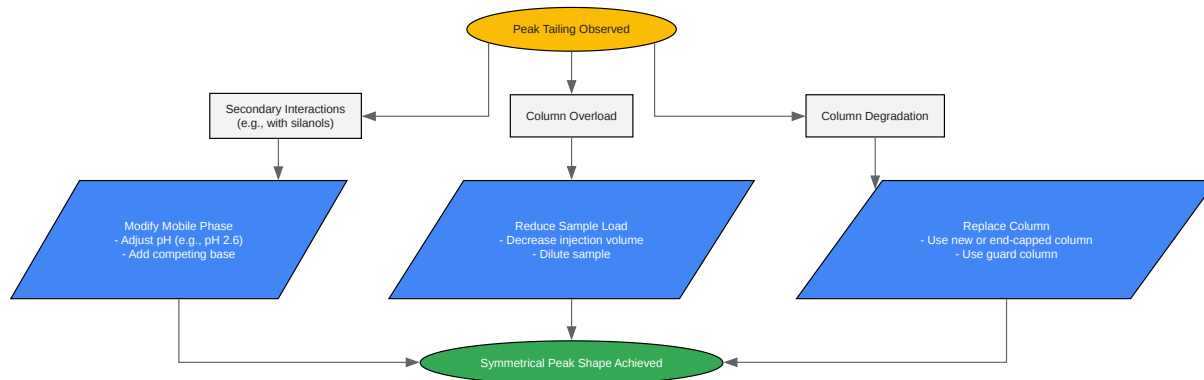 Peak Tailing Observed
Secondary Interactions
(e.g., with silanols)
Column Overload
Column Degradation
Modify Mobile Phase
- Adjust pH (e.g., pH 2.6)
- Add competing base
Reduce Sample Load
- Decrease injection volume
- Dilute sample
Replace Column
- Use new or end-capped column
- Use guard column
Symmetrical Peak Shape Achieved